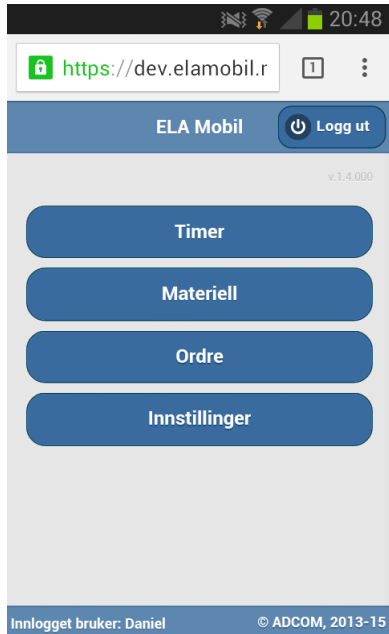 20:48
https://dev.elamobil.r 1
ELA Mobil Logg ut
v.1.4.000
Timer
Materiell
Ordre
Innstillinger
Innlogget bruker: Daniel © ADCOM, 2013-15